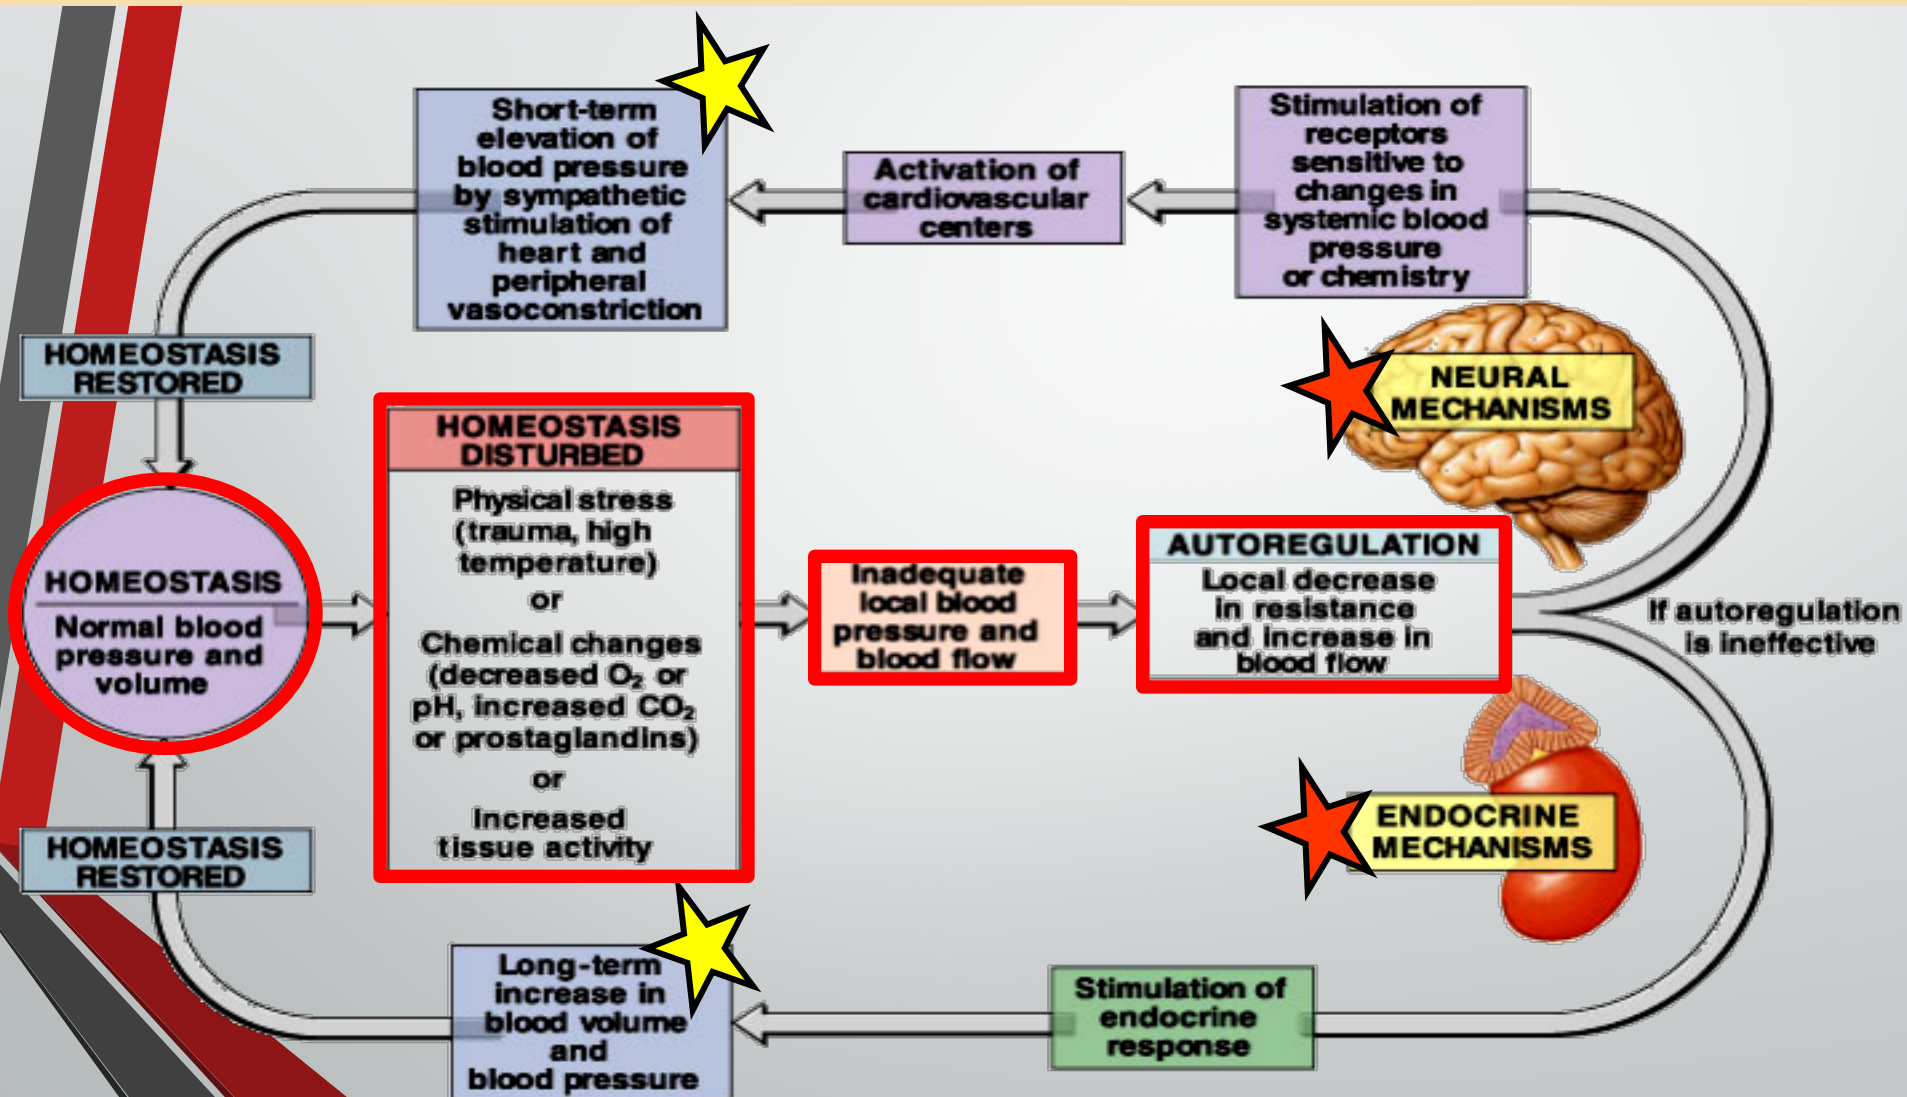 Short-term
elevation of
blood pressure
by sympathetic
stimulation of
heart and
peripheral
vasoconstriction
Activation of
cardiovascular
centers
Stimulation of
receptors
sensitive to
changes in
systemic blood
pressure
or chemistry
HOMEOSTASIS
RESTORED
NEURAL
MECHANISMS
HOMEOSTASIS
Normal blood
pressure and
volume
HOMEOSTASIS
DISTURBED
Physical stress
(trauma, high
temperature)
or
Chemical changes
(decreased O₂ or
pH, increased CO₂
or prostaglandins)
or
Increased
tissue activity
Inadequate
local blood
pressure and
blood flow
AUTOREGULATION
Local decrease
in resistance
and increase in
blood flow
If autoregulation
is ineffective
ENDOCRINE
MECHANISMS
HOMEOSTASIS
RESTORED
Long-term
increase in
blood volume
and
blood pressure
Stimulation of
endocrine
response